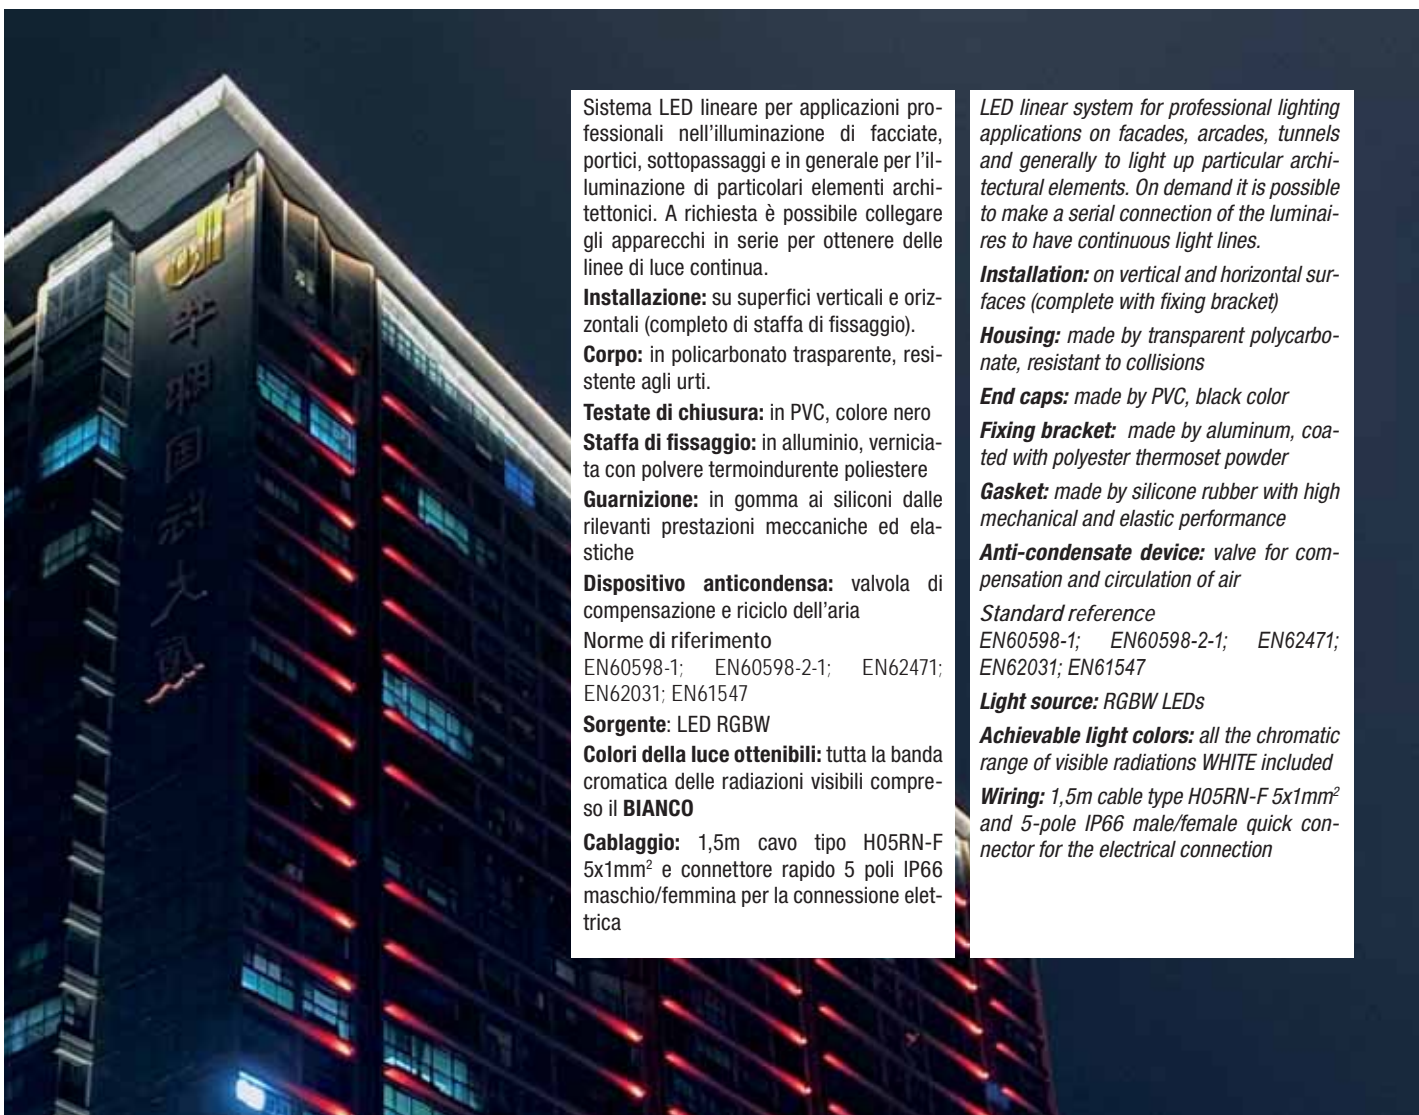 国
大
Sistema LED lineare per applicazioni pro-
fessionali nell'illuminazione di facciate,
portici, sottopassaggi e in generale per l'il-
luminazione di particolari elementi archi-
tettonici. A richiesta è possibile collegare
gli apparecchi in serie per ottenere delle
linee di luce continua.
Installazione: su superfici verticali e oriz-
zontali (completo di staffa di fissaggio).
Corpo: in policarbonato trasparente, resi-
stente agli urti.
Testate di chiusura: in PVC, colore nero
Staffa di fissaggio: in alluminio, vernicia-
ta con polvere termoindurente poliestere
Guarnizione: in gomma ai siliconi dalle
rilevanti prestazioni meccaniche ed ela-
stiche
Dispositivo anticondensa: valvola di
compensazione e riciclo dell'aria
Norme di riferimento
EN60598-1; EN60598-2-1; EN62471;
EN62031; EN61547
Sorgente: LED RGBW
Colori della luce ottenibili: tutta la banda
cromatica delle radiazioni visibili compre-
so il BIANCO
Cablaggio: 1,5m cavo tipo H05RN-F
5x1mm² e connettore rapido 5 poli IP66
maschio/femmina per la connessione elet-
trica
LED linear system for professional lighting
applications on facades, arcades, tunnels
and generally to light up particular archi-
tectural elements. On demand it is possible
to make a serial connection of the luminai-
res to have continuous light lines.
Installation: on vertical and horizontal sur-
faces (complete with fixing bracket)
Housing: made by transparent polycarbo-
nate, resistant to collisions
End caps: made by PVC, black color
Fixing bracket: made by aluminum, coa-
ted with polyester thermoset powder
Gasket: made by silicone rubber with high
mechanical and elastic performance
Anti-condensate device: valve for com-
pensation and circulation of air
Standard reference
EN60598-1; EN60598-2-1; EN62471;
EN62031; EN61547
Light source: RGBW LEDs
Achievable light colors: all the chromatic
range of visible radiations WHITE included
Wiring: 1,5m cable type H05RN-F 5x1mm²
and 5-pole IP66 male/female quick con-
nector for the electrical connection